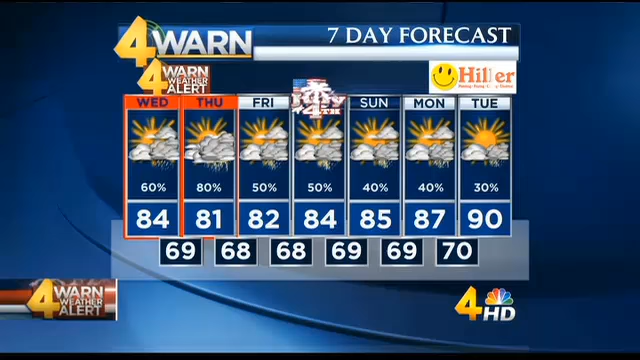 4WARN
7 DAY FORECAST
4WARN
WEATHER
ALERT
Hiller
WED THU FRI July 4TH SUN MON TUE
60% 80% 50% 50% 40% 40% 30%
84 81 82 84 85 87 90
69 68 68 69 69 70
4WARN
WEATHER
ALERT
4HD